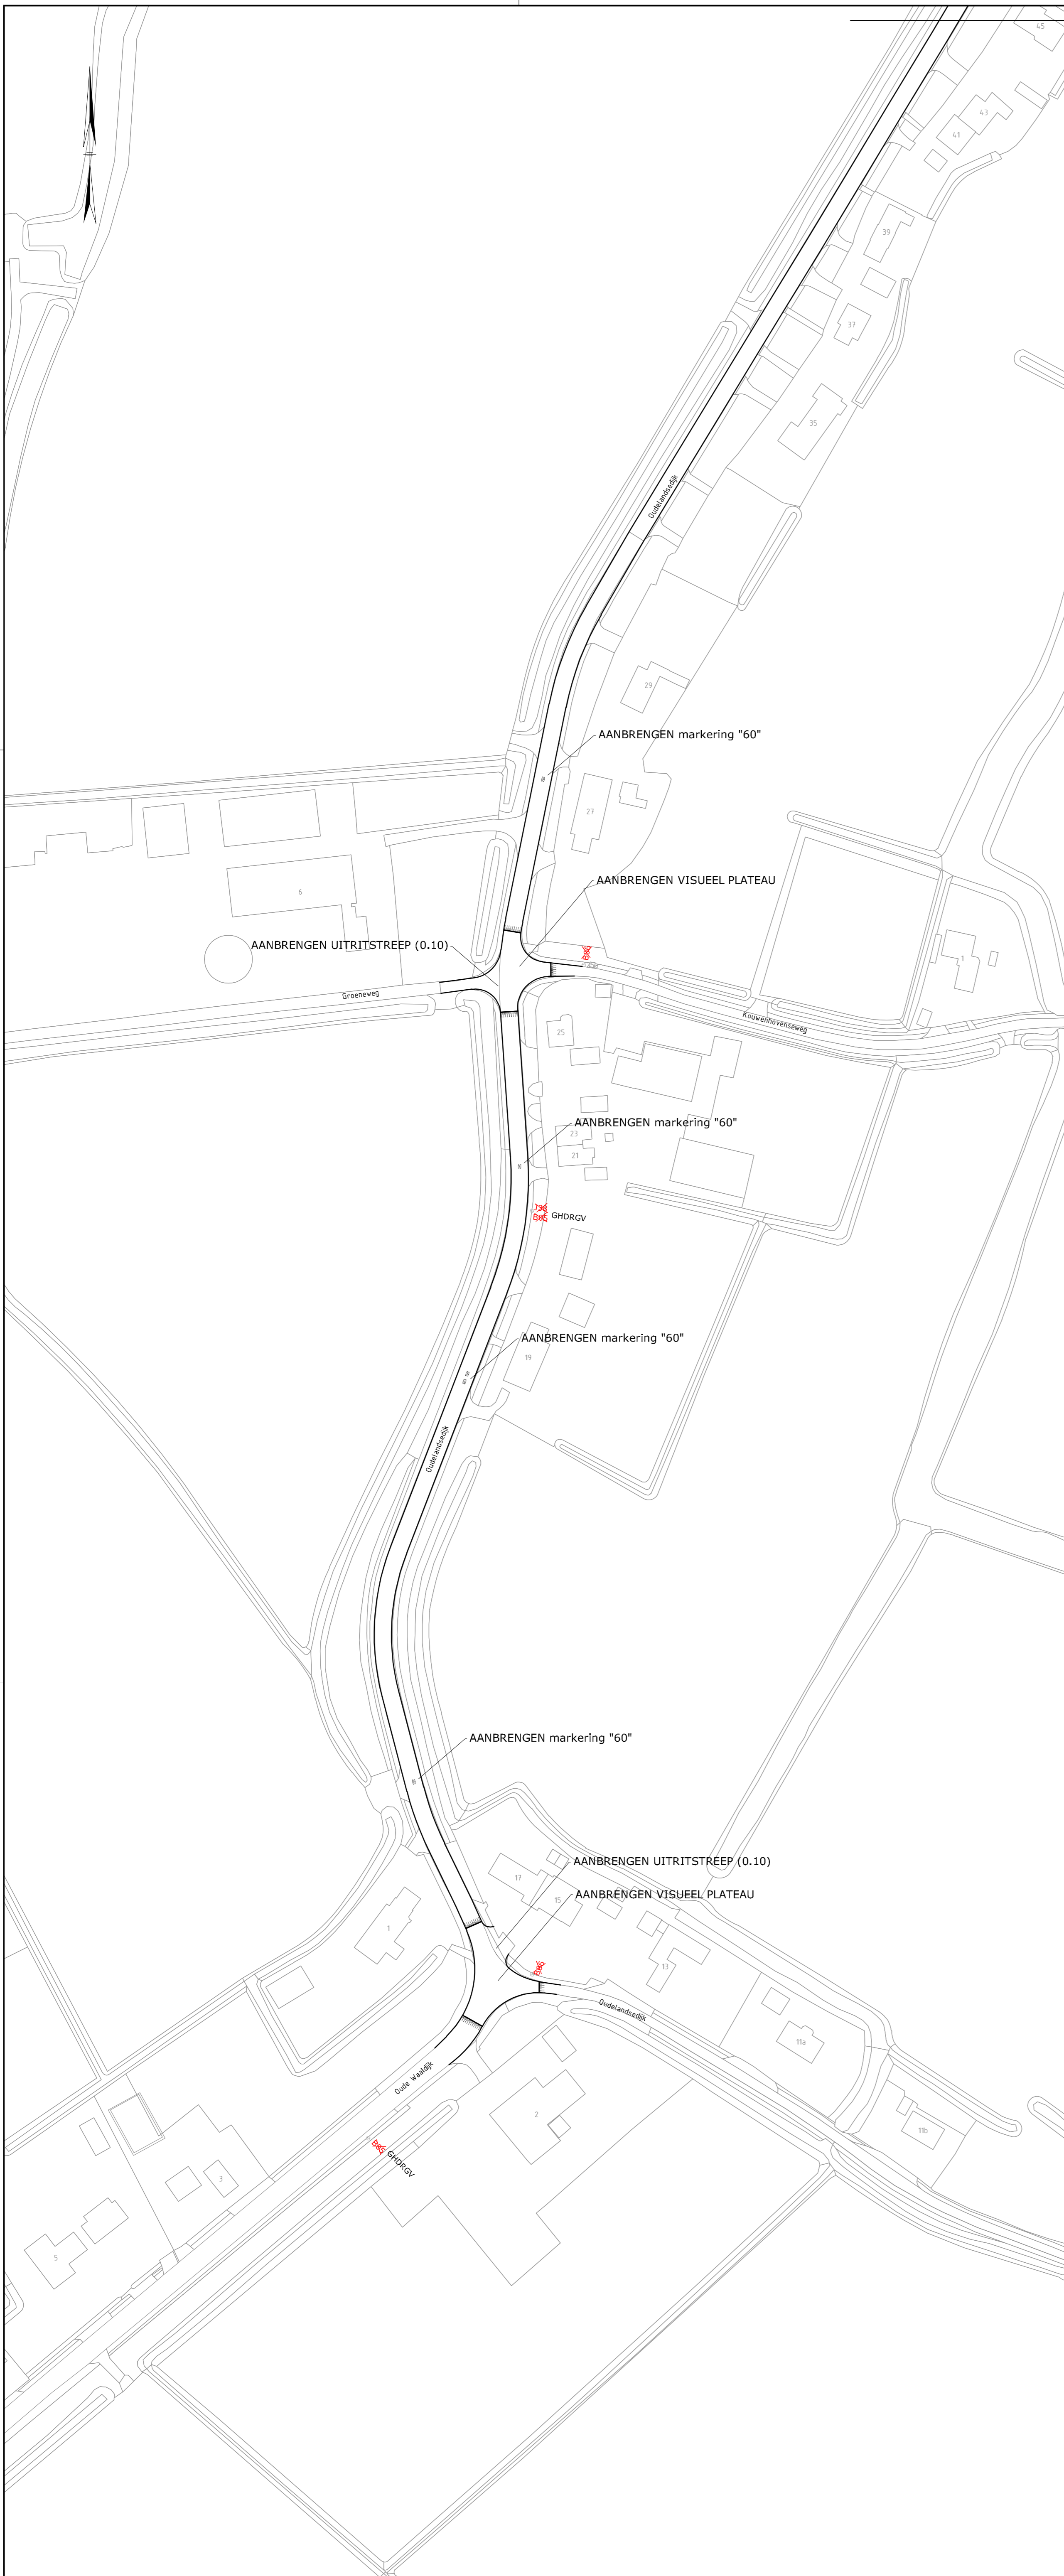 45
43
41
39
37
35
Oudelandsedijk
29
AANBRENGEN markering "60"
27
6
AANBRENGEN VISUEEL PLATEAU
AANBRENGEN UITRITSTREEP (0.10)
1
Groeneweg
Kouwenhovenseweg
25
AANBRENGEN markering "60"
23
21
GHDRGV
AANBRENGEN markering "60"
19
Oudelandsedijk
AANBRENGEN markering "60"
AANBRENGEN UITRITSTREEP (0.10)
17
AANBRENGEN VISUEEL PLATEAU
15
1
13
Oudelandsedijk
11a
Oude Waaldijk
2
11b
GHDRGV
3
5